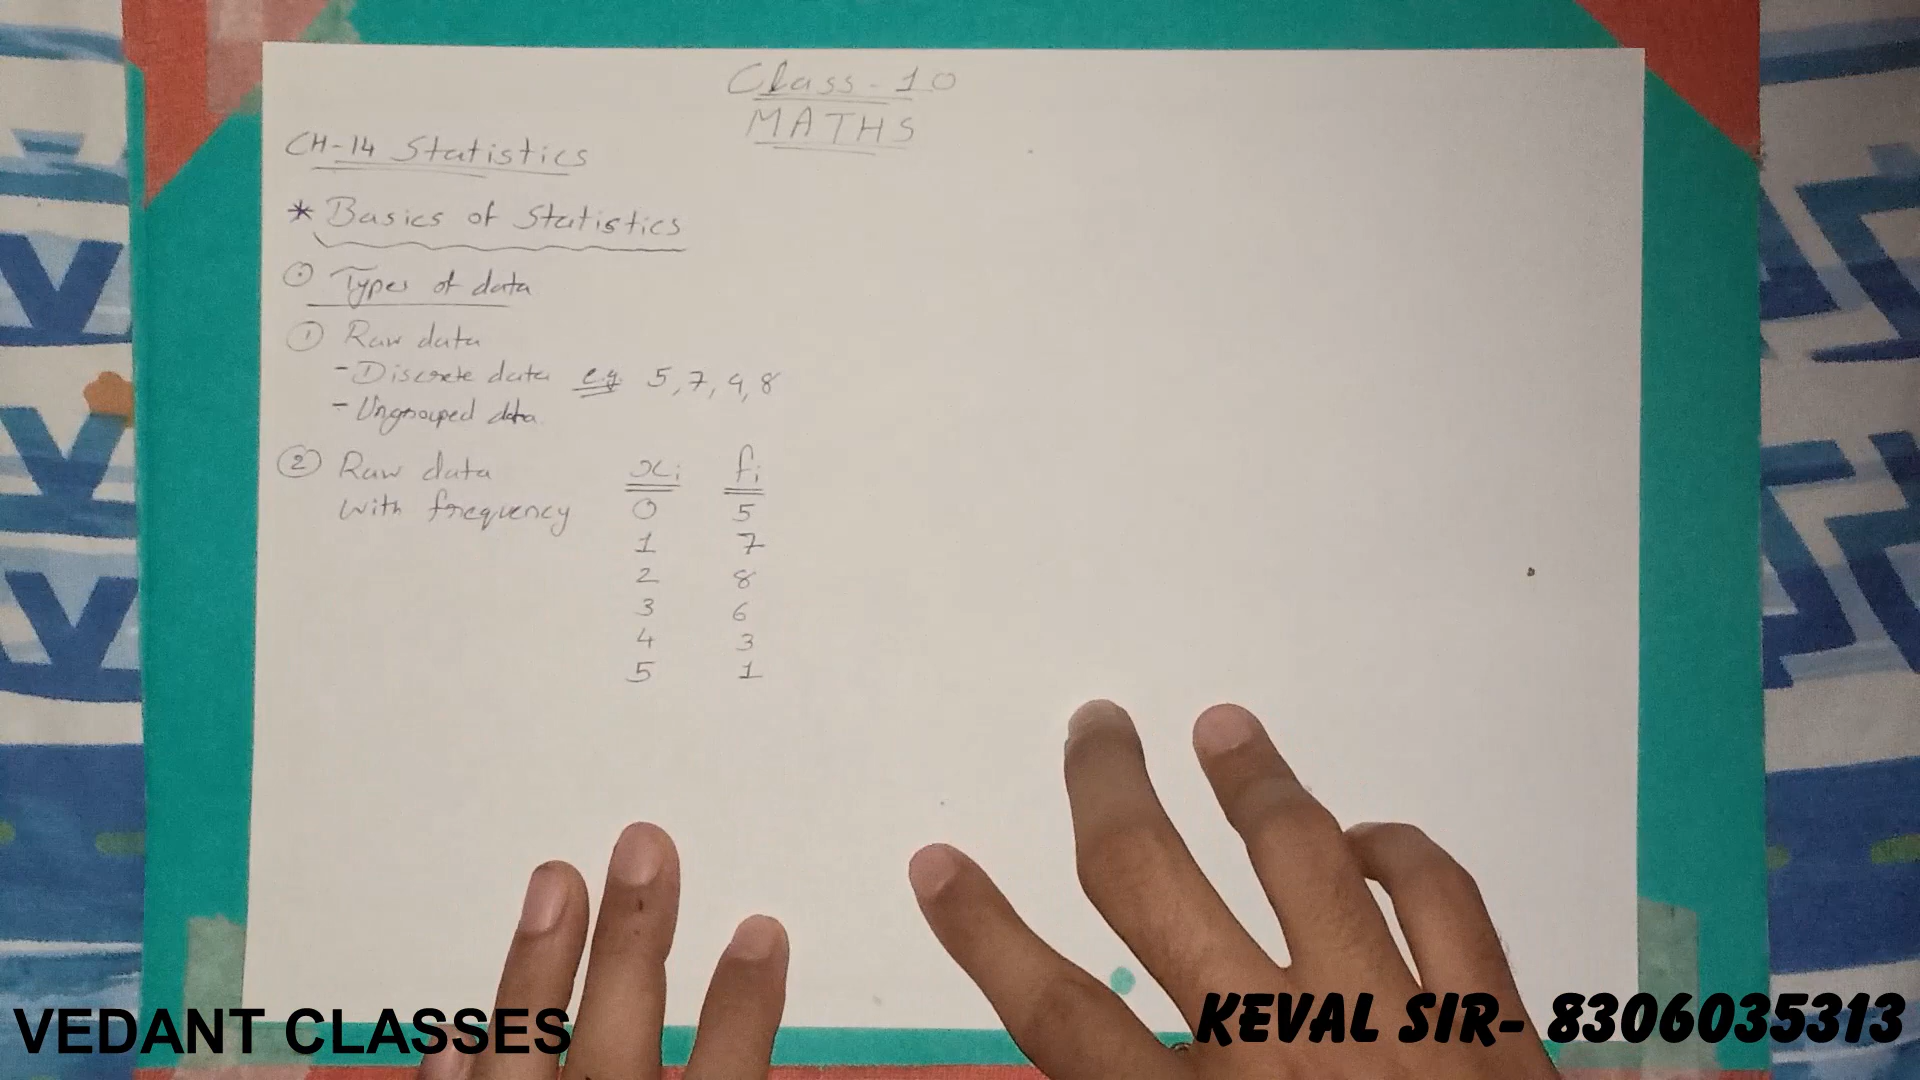 Class - 10
MATHS
CH-14 Statistics
* Basics of Statistics
Types of data
① Raw data
- Discrete data e.g. 5, 7, 9, 8
- Ungrouped data
② Raw data xi fi
with frequency 0 5
1 7
2 8
3 6
4 3
5 1
VEDANT CLASSES
KEVAL SIR- 8306035313